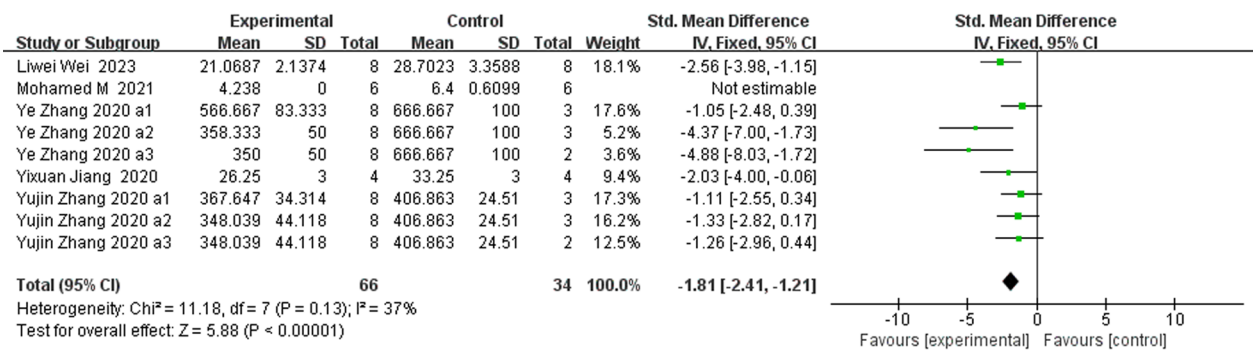 Experimental Control Std. Mean Difference Std. Mean Difference
Study or Subgroup Mean SD Total Mean SD Total Weight IV, Fixed, 95% CI IV, Fixed, 95% CI
Liwei Wei 2023 21.0687 2.1374 8 28.7023 3.3588 8 18.1% -2.56 [-3.98, -1.15]
Mohamed M 2021 4.238 0 6 6.4 0.6099 6 Not estimable
Ye Zhang 2020 a1 566.667 83.333 8 666.667 100 3 17.6% -1.05 [-2.48, 0.39]
Ye Zhang 2020 a2 358.333 50 8 666.667 100 3 5.2% -4.37 [-7.00, -1.73]
Ye Zhang 2020 a3 350 50 8 666.667 100 2 3.6% -4.88 [-8.03, -1.72]
Yixuan Jiang 2020 26.25 3 4 33.25 3 4 9.4% -2.03 [-4.00, -0.06]
Yujin Zhang 2020 a1 367.647 34.314 8 406.863 24.51 3 17.3% -1.11 [-2.55, 0.34]
Yujin Zhang 2020 a2 348.039 44.118 8 406.863 24.51 3 16.2% -1.33 [-2.82, 0.17]
Yujin Zhang 2020 a3 348.039 44.118 8 406.863 24.51 2 12.5% -1.26 [-2.96, 0.44]
Total (95% CI) 66 34 100.0% -1.81 [-2.41, -1.21]
Heterogeneity: Chi² = 11.18, df = 7 (P = 0.13); I² = 37%
Test for overall effect: Z = 5.88 (P < 0.00001)
-10 -5 0 5 10
Favours [experimental] Favours [control]